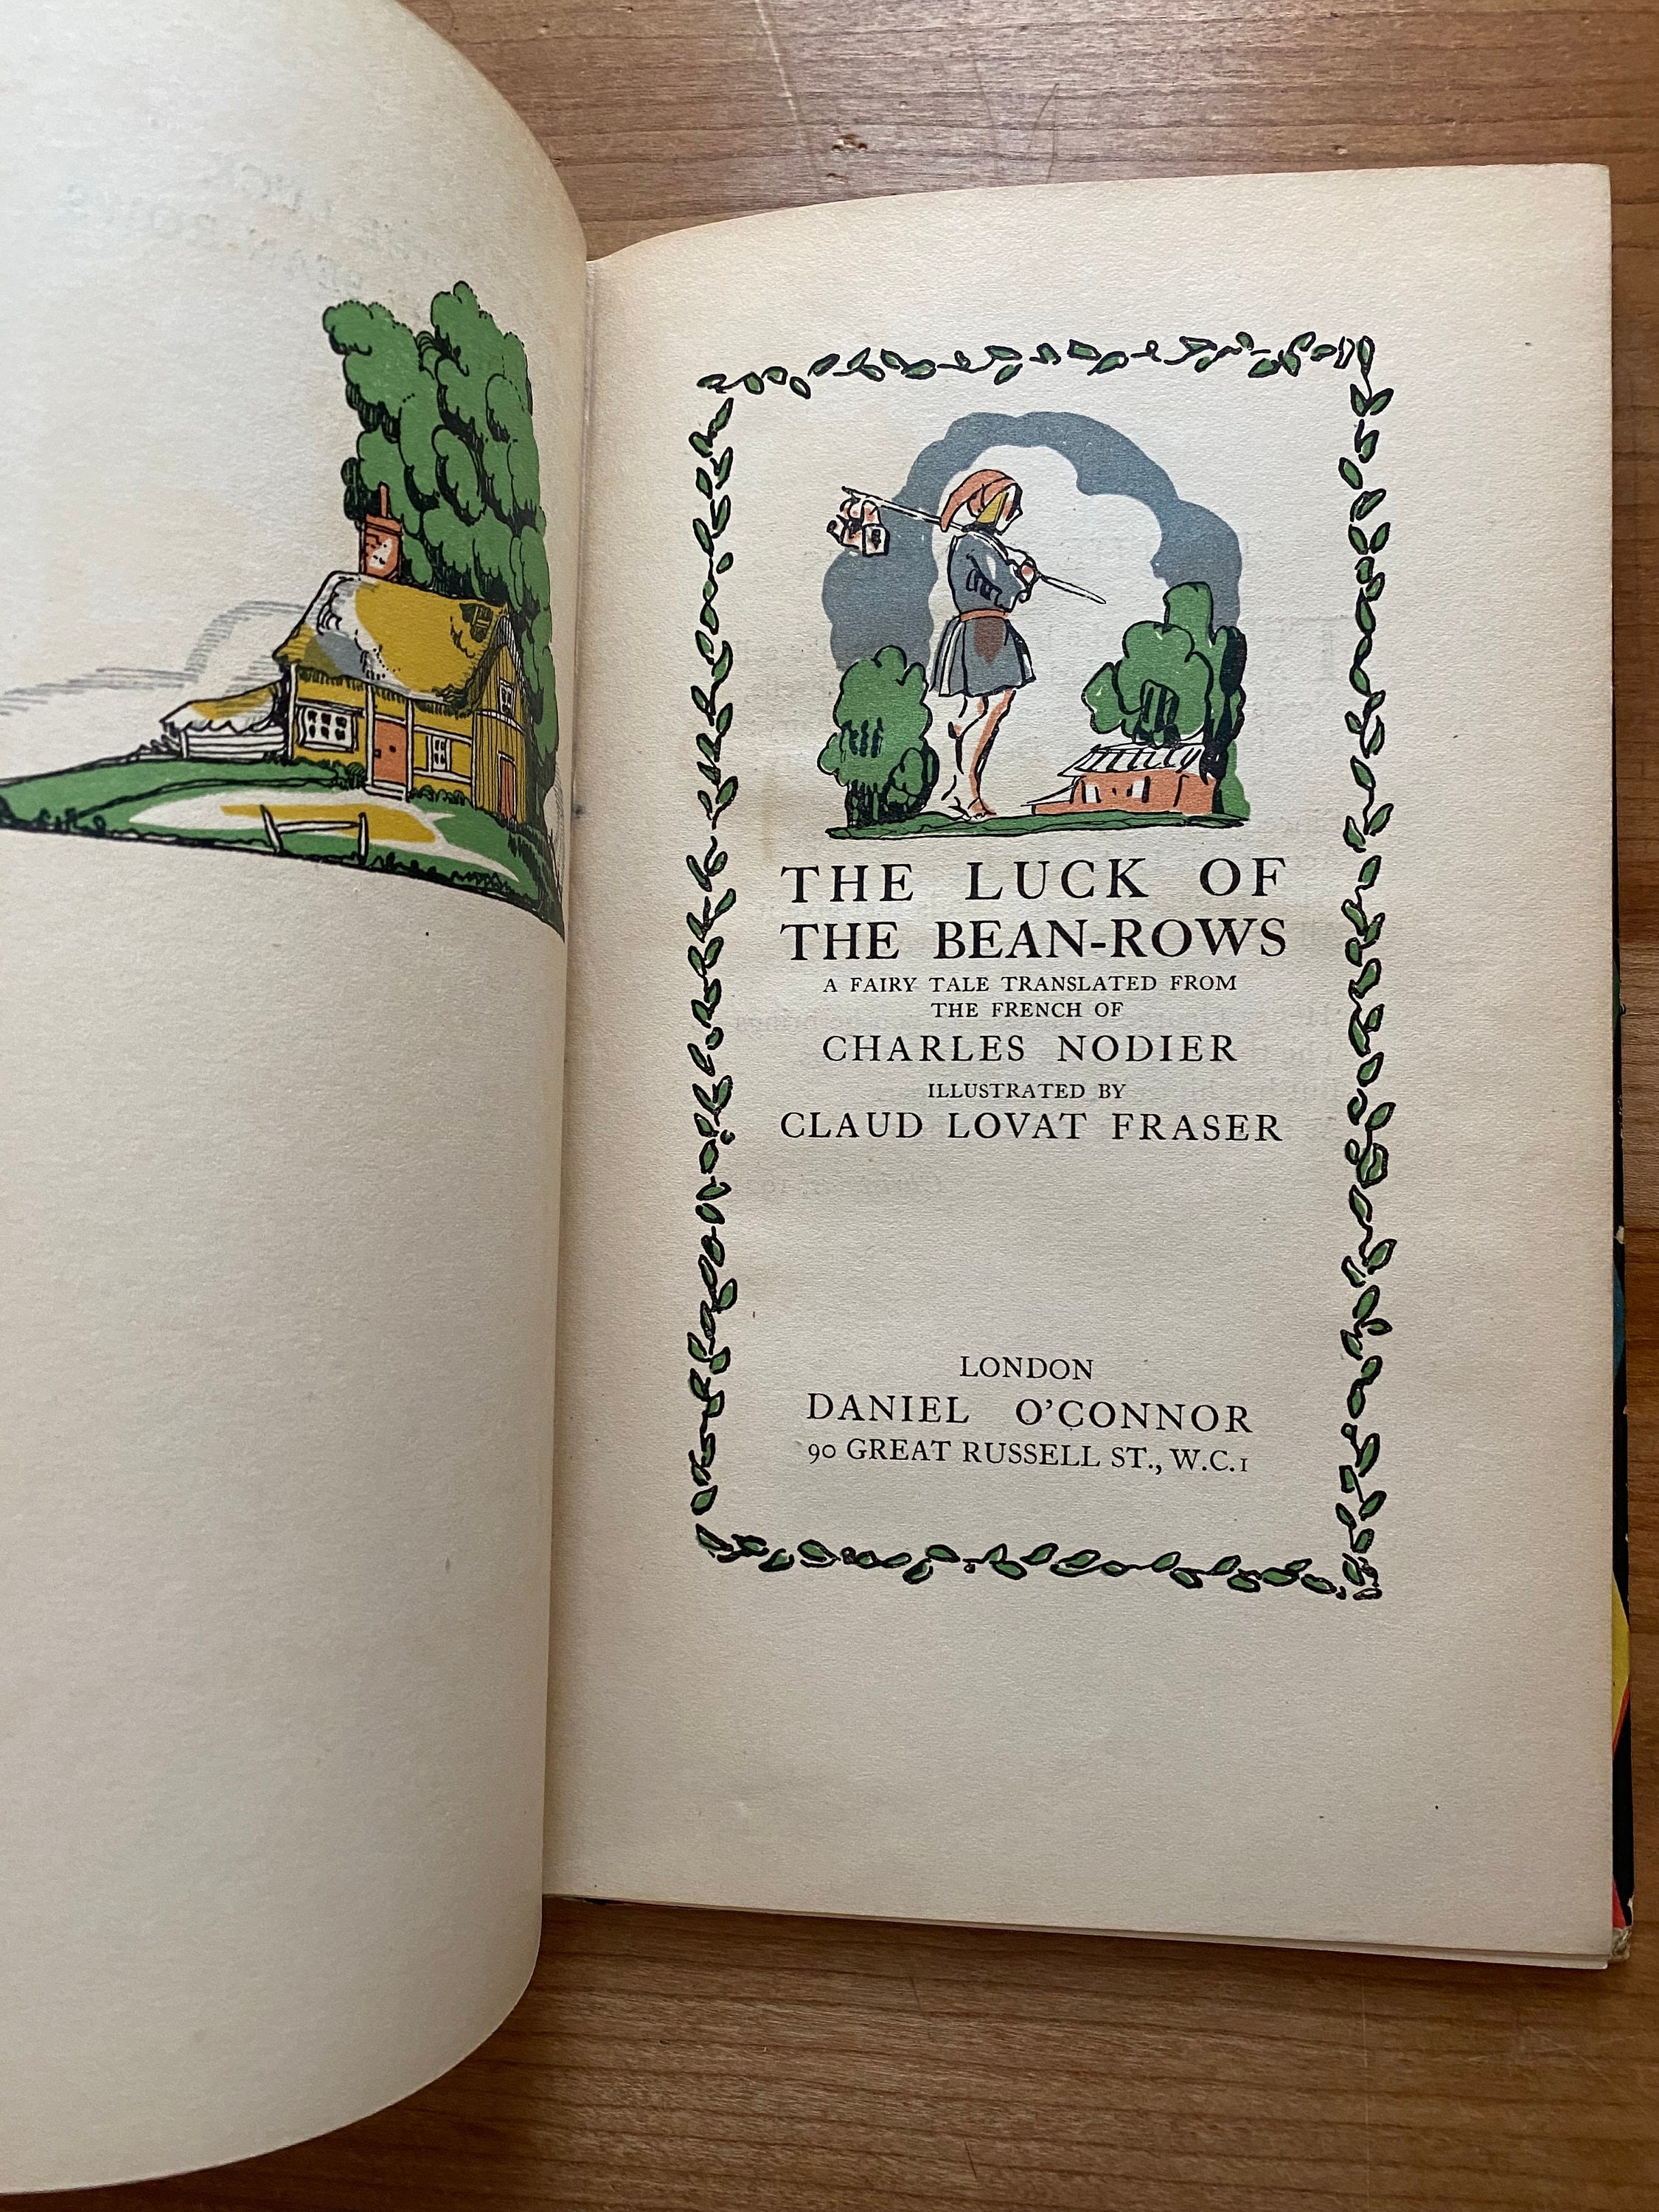 THE LUCK OF
THE BEAN-ROWS
A FAIRY TALE TRANSLATED FROM
THE FRENCH OF
CHARLES NODIER
ILLUSTRATED BY
CLAUD LOVAT FRASER
LONDON
DANIEL O'CONNOR
90 GREAT RUSSELL ST., W.C.1